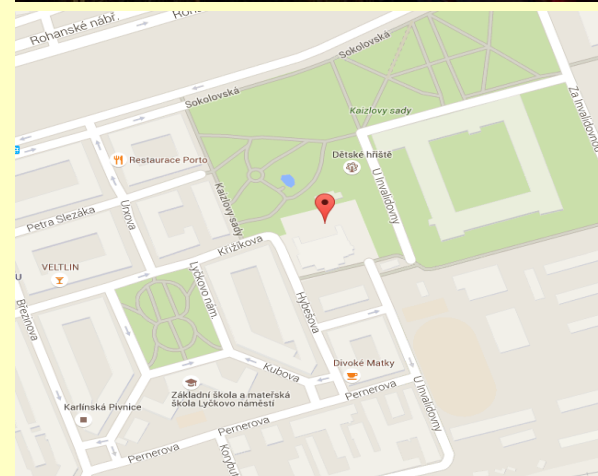 Rohanské nábř.
Sokolovská
Sokolovská
Kaizlovy sady
Za Invalidovnou
Restaurace Porto
Dětské hřiště
U Invalidovny
Petra Slezáka
Urxova
Kaizlovy sady
Křižíkova
VELTLIN
Lyčkovo nám.
Březinova
Hybešova
Kubova
Divoké Matky
Základní škola a mateřská
škola Lyčkovo náměstí
Karlínská Pivnice
Pernerova
Pernerova
Pernerova
U Invalidovny